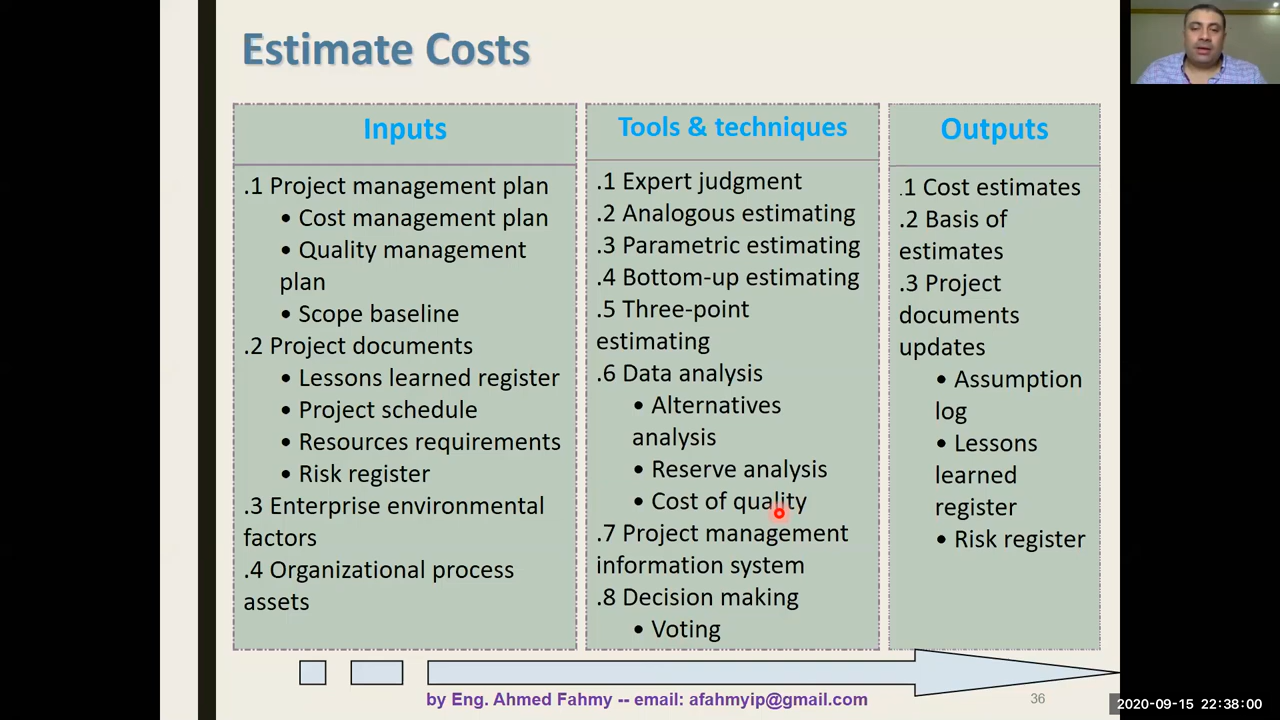 Estimate Costs
Inputs
.1 Project management plan
• Cost management plan
• Quality management
plan
• Scope baseline
.2 Project documents
• Lessons learned register
• Project schedule
• Resources requirements
• Risk register
.3 Enterprise environmental
factors
.4 Organizational process
assets
Tools & techniques
.1 Expert judgment
.2 Analogous estimating
.3 Parametric estimating
.4 Bottom-up estimating
.5 Three-point
estimating
.6 Data analysis
• Alternatives
analysis
• Reserve analysis
• Cost of quality
.7 Project management
information system
.8 Decision making
• Voting
Outputs
.1 Cost estimates
.2 Basis of
estimates
.3 Project
documents
updates
• Assumption
log
• Lessons
learned
register
• Risk register
by Eng. Ahmed Fahmy -- email: afahmyip@gmail.com
36
2020-09-15 22:38:00